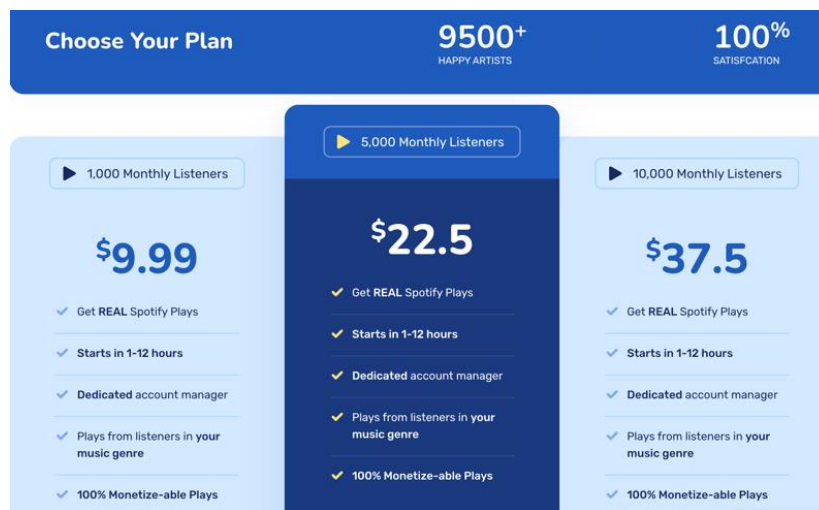 Choose Your Plan
9500+
HAPPY ARTISTS
100%
SATISFCATION
1,000 Monthly Listeners
$9.99
Get REAL Spotify Plays
Starts in 1-12 hours
Dedicated account manager
Plays from listeners in your
music genre
100% Monetize-able Plays
5,000 Monthly Listeners
$22.5
Get REAL Spotify Plays
Starts in 1-12 hours
Dedicated account manager
Plays from listeners in your
music genre
100% Monetize-able Plays
10,000 Monthly Listeners
$37.5
Get REAL Spotify Plays
Starts in 1-12 hours
Dedicated account manager
Plays from listeners in your
music genre
100% Monetize-able Plays